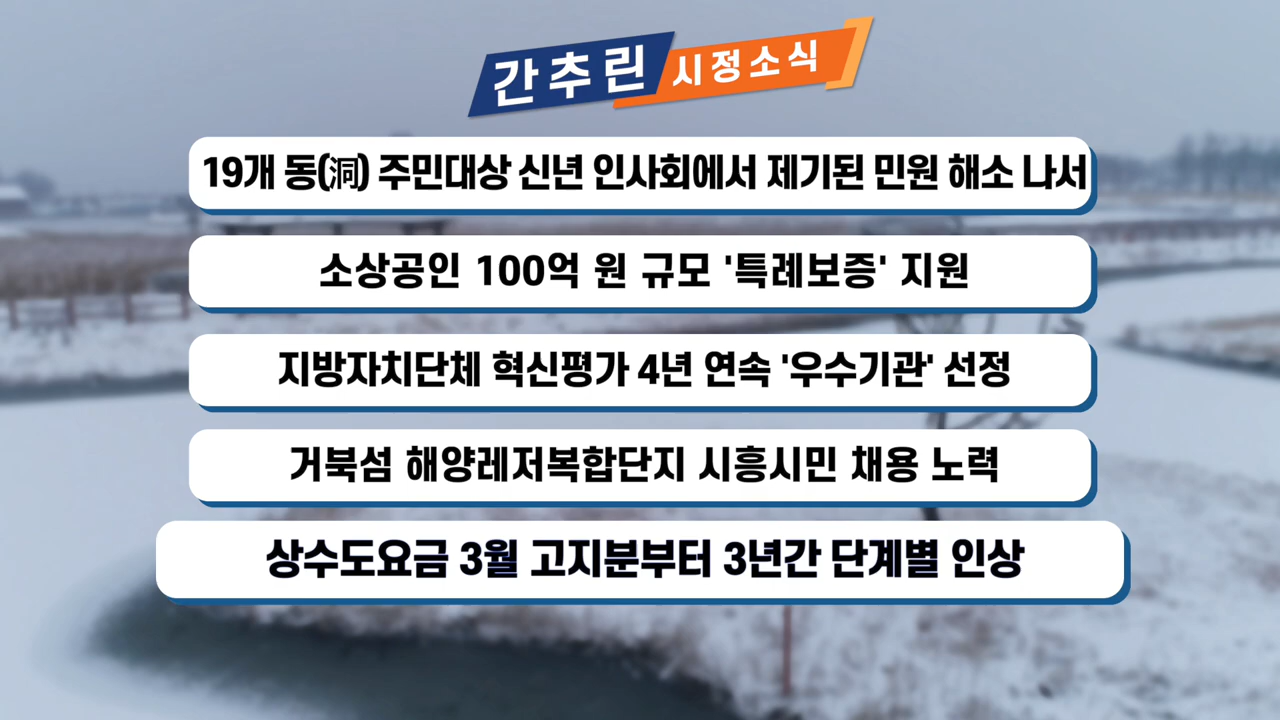 간추린 시정소식
19개 동(洞) 주민대상 신년 인사회에서 제기된 민원 해소 나서
소상공인 100억 원 규모 '특례보증' 지원
지방자치단체 혁신평가 4년 연속 '우수기관' 선정
거북섬 해양레저복합단지 시흥시민 채용 노력
상수도요금 3월 고지분부터 3년간 단계별 인상